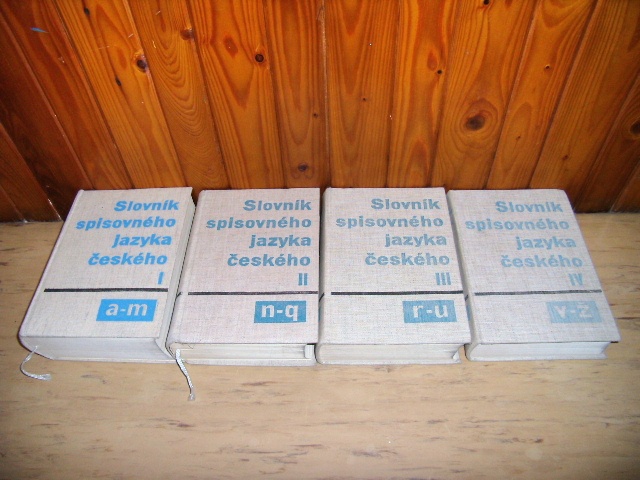 Slovník
spisovného
jazyka
českého
I
a-m
Slovník
spisovného
jazyka
českého
II
n-q
Slovník
spisovného
jazyka
českého
III
r-u
Slovník
spisovného
jazyka
českého
IV
v-z